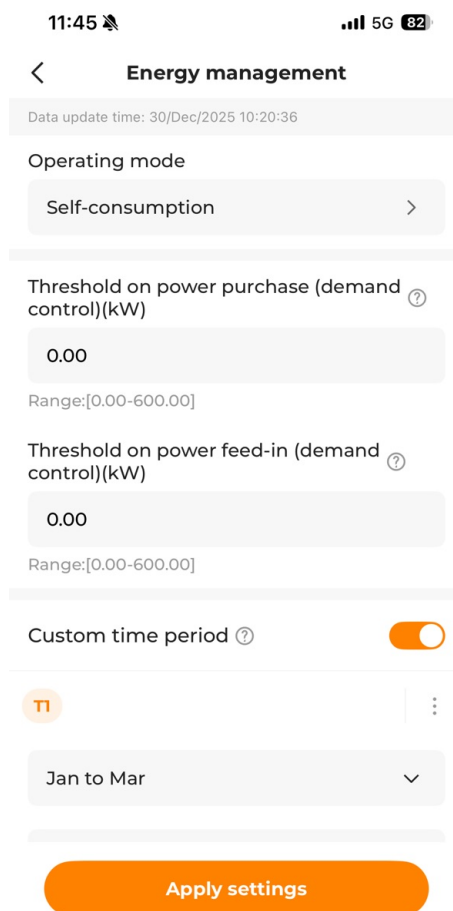 11:45
5G 82
Energy management
Data update time: 30/Dec/2025 10:20:36
Operating mode
Self-consumption
Threshold on power purchase (demand
control)(kW)
0.00
Range:[0.00-600.00]
Threshold on power feed-in (demand
control)(kW)
0.00
Range:[0.00-600.00]
Custom time period
T1
Jan to Mar
Apply settings